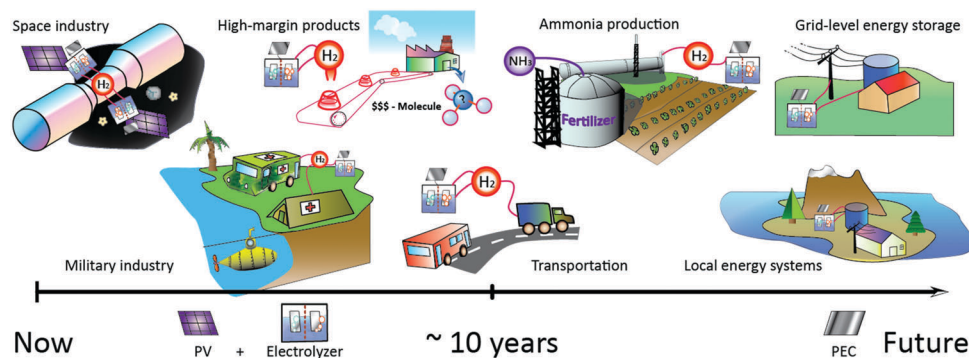 Space industry
High-margin products
Ammonia production
Grid-level energy storage
H₂
H₂
H₂
NH₃
?
$$$ - Molecule
Fertilizer
H₂
H₂
Military industry
Transportation
Local energy systems
Now
PV + Electrolyzer
~ 10 years
PEC
Future